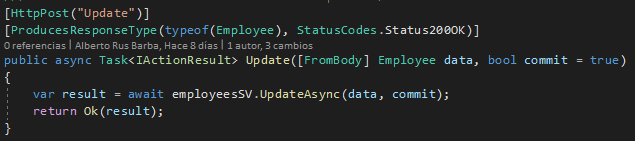 [HttpPost("Update")]
[ProducesResponseType(typeof(Employee), StatusCodes.Status200OK)]
0 referencias | Alberto Rus Barba, Hace 8 días | 1 autor, 3 cambios
public async Task<IActionResult> Update([FromBody] Employee data, bool commit = true)
{
    var result = await employeesSV.UpdateAsync(data, commit);
    return Ok(result);
}